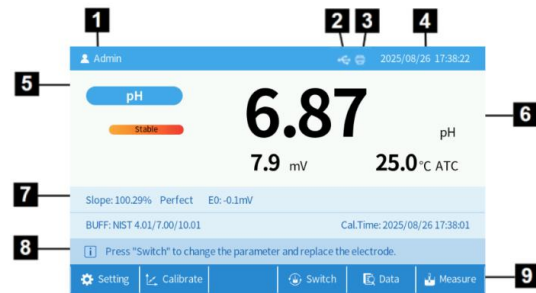 1 2 3 4
Admin 2025/08/26 17:38:22
5 pH 6.87 pH 6
Stable
7.9 mV 25.0°C ATC
7 Slope: 100.29% Perfect E0: -0.1mV
BUFF: NIST 4.01/7.00/10.01 Cal.Time: 2025/08/26 17:38:01
8 i Press "Switch" to change the parameter and replace the electrode.
Setting Calibrate Switch Data Measure 9